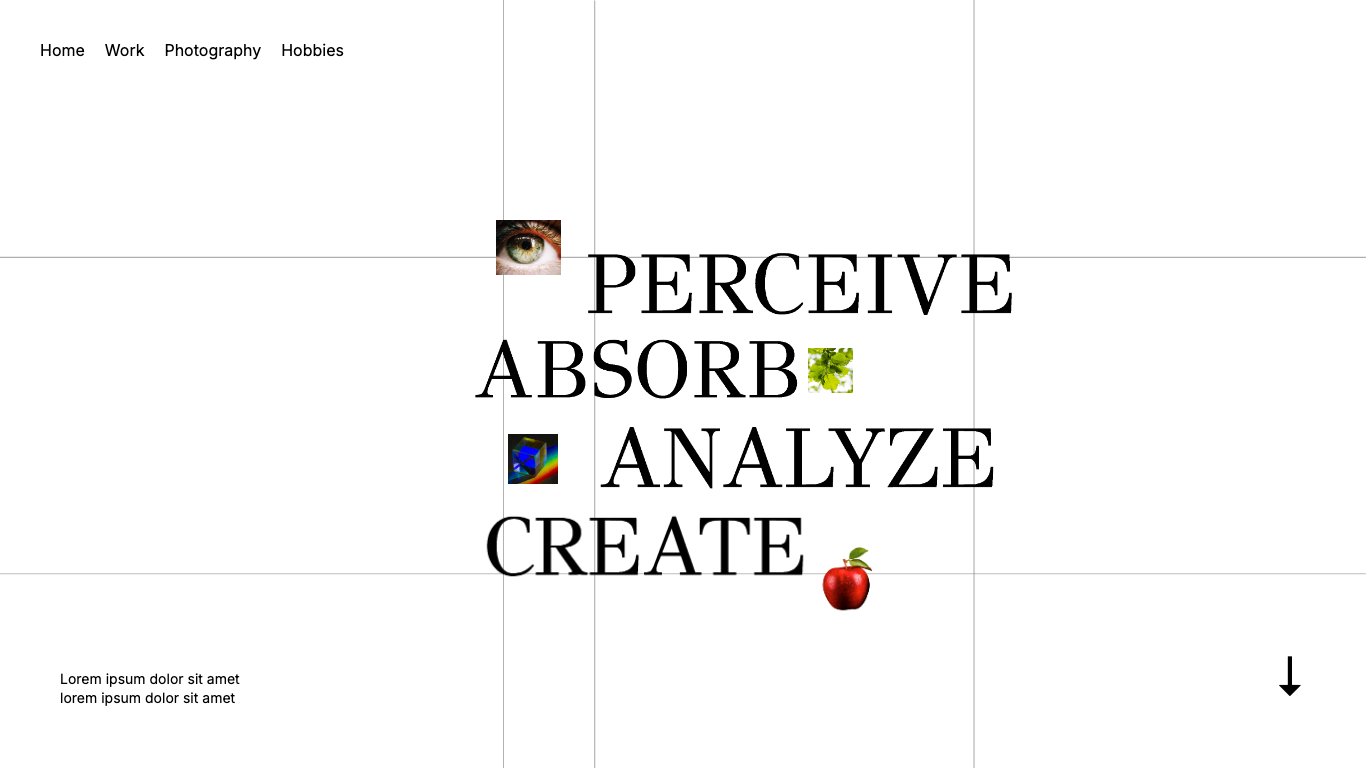 Home Work Photography Hobbies
PERCEIVE
ABSORB
ANALYZE
CREATE
Lorem ipsum dolor sit amet
lorem ipsum dolor sit amet